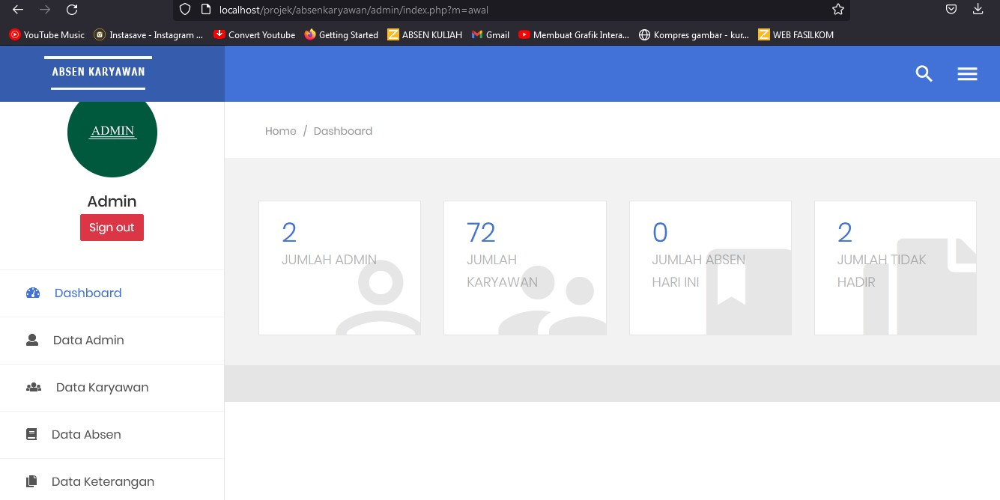 localhost/projek/absenkaryawan/admin/index.php?m=awal
YouTube Music Instasave - Instagram ... Convert Youtube Getting Started ABSEN KULIAH Gmail Membuat Grafik Intera... Kompres gambar - kur... WEB FASILKOM
ABSEN KARYAWAN
ADMIN
Admin
Sign out
Dashboard
Data Admin
Data Karyawan
Data Absen
Data Keterangan
Home / Dashboard
2
JUMLAH ADMIN
72
JUMLAH
KARYAWAN
0
JUMLAH ABSEN
HARI INI
2
JUMLAH TIDAK
HADIR